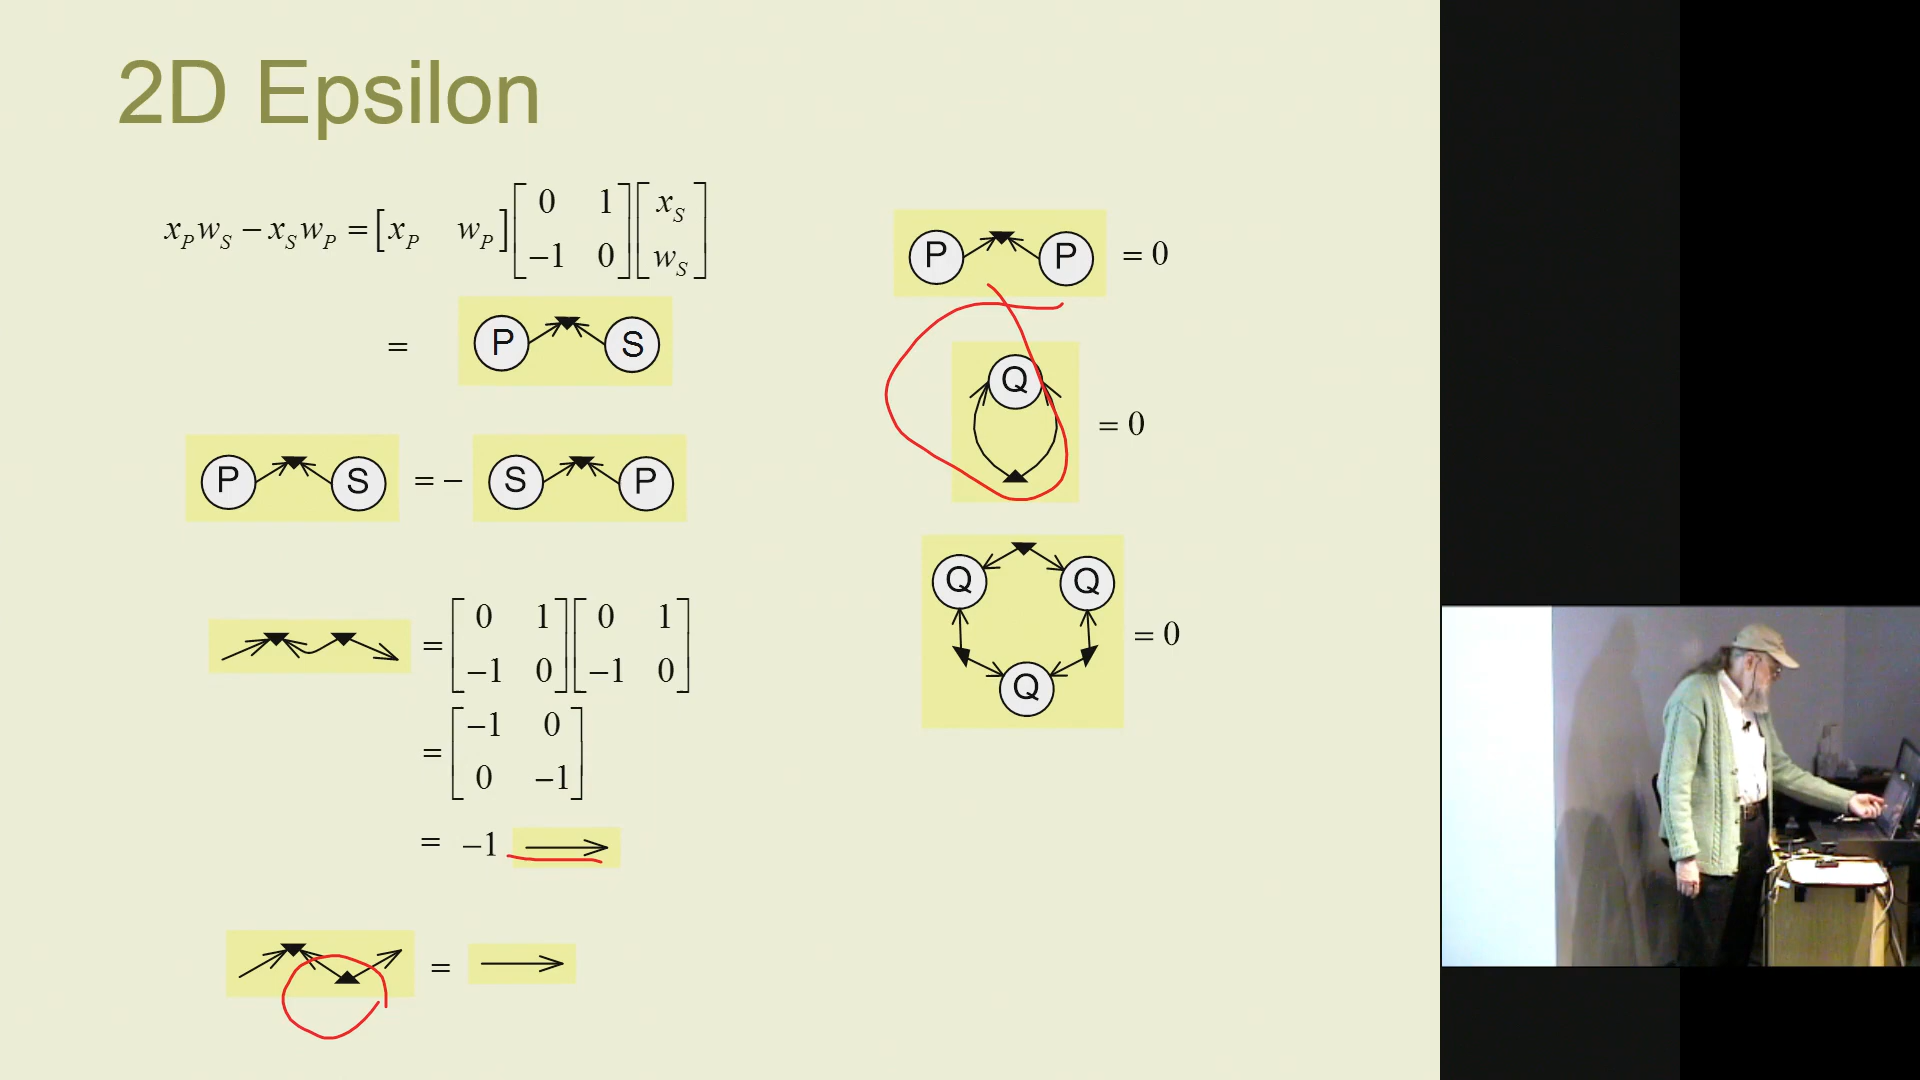 2D Epsilon
x_P w_S − x_S w_P = [x_P w_P] [0 1; −1 0] [x_S; w_S]
= P S
P S = − S P
= [0 1; −1 0] [0 1; −1 0]
= [−1 0; 0 −1]
= −1
=
P P = 0
Q = 0
Q Q Q = 0